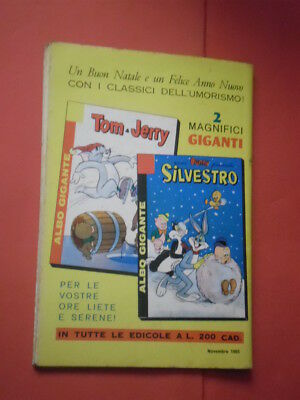 Un Buon Natale e un Felice Anno Nuovo
CON I CLASSICI DELL'UMORISMO!
2
MAGNIFICI
GIGANTI
Tom & Jerry
ALBO GIGANTE
SILVESTRO
ALBO GIGANTE
PER LE
VOSTRE
ORE LIETE
E SERENE!
IN TUTTE LE EDICOLE A L. 200 CAD.
Novembre